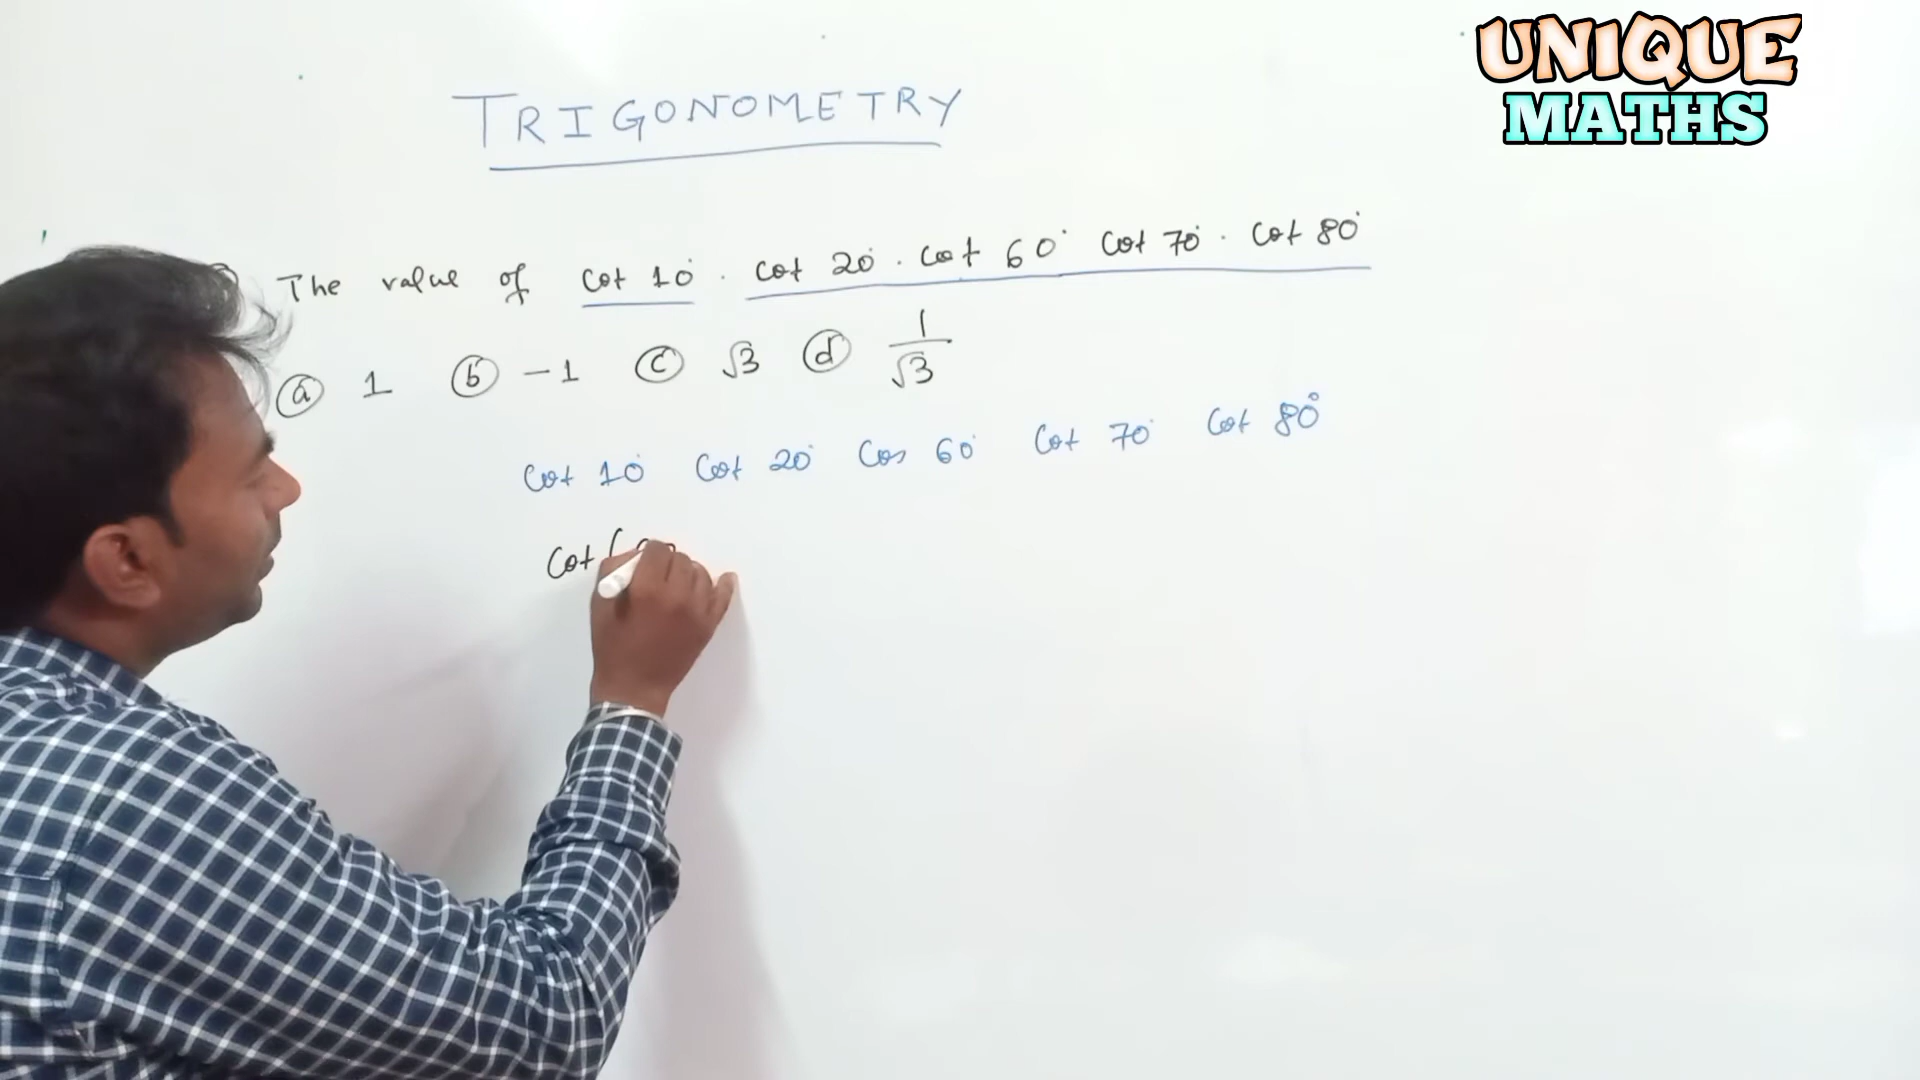 UNIQUE
MATHS
TRIGONOMETRY
The value of cot 10° . cot 20° . cot 60° cot 70° . cot 80°
(a) 1 (b) -1 (c) √3 (d) 1/√3
cot 10° cot 20° cos 60° cot 70° cot 80°
cot (